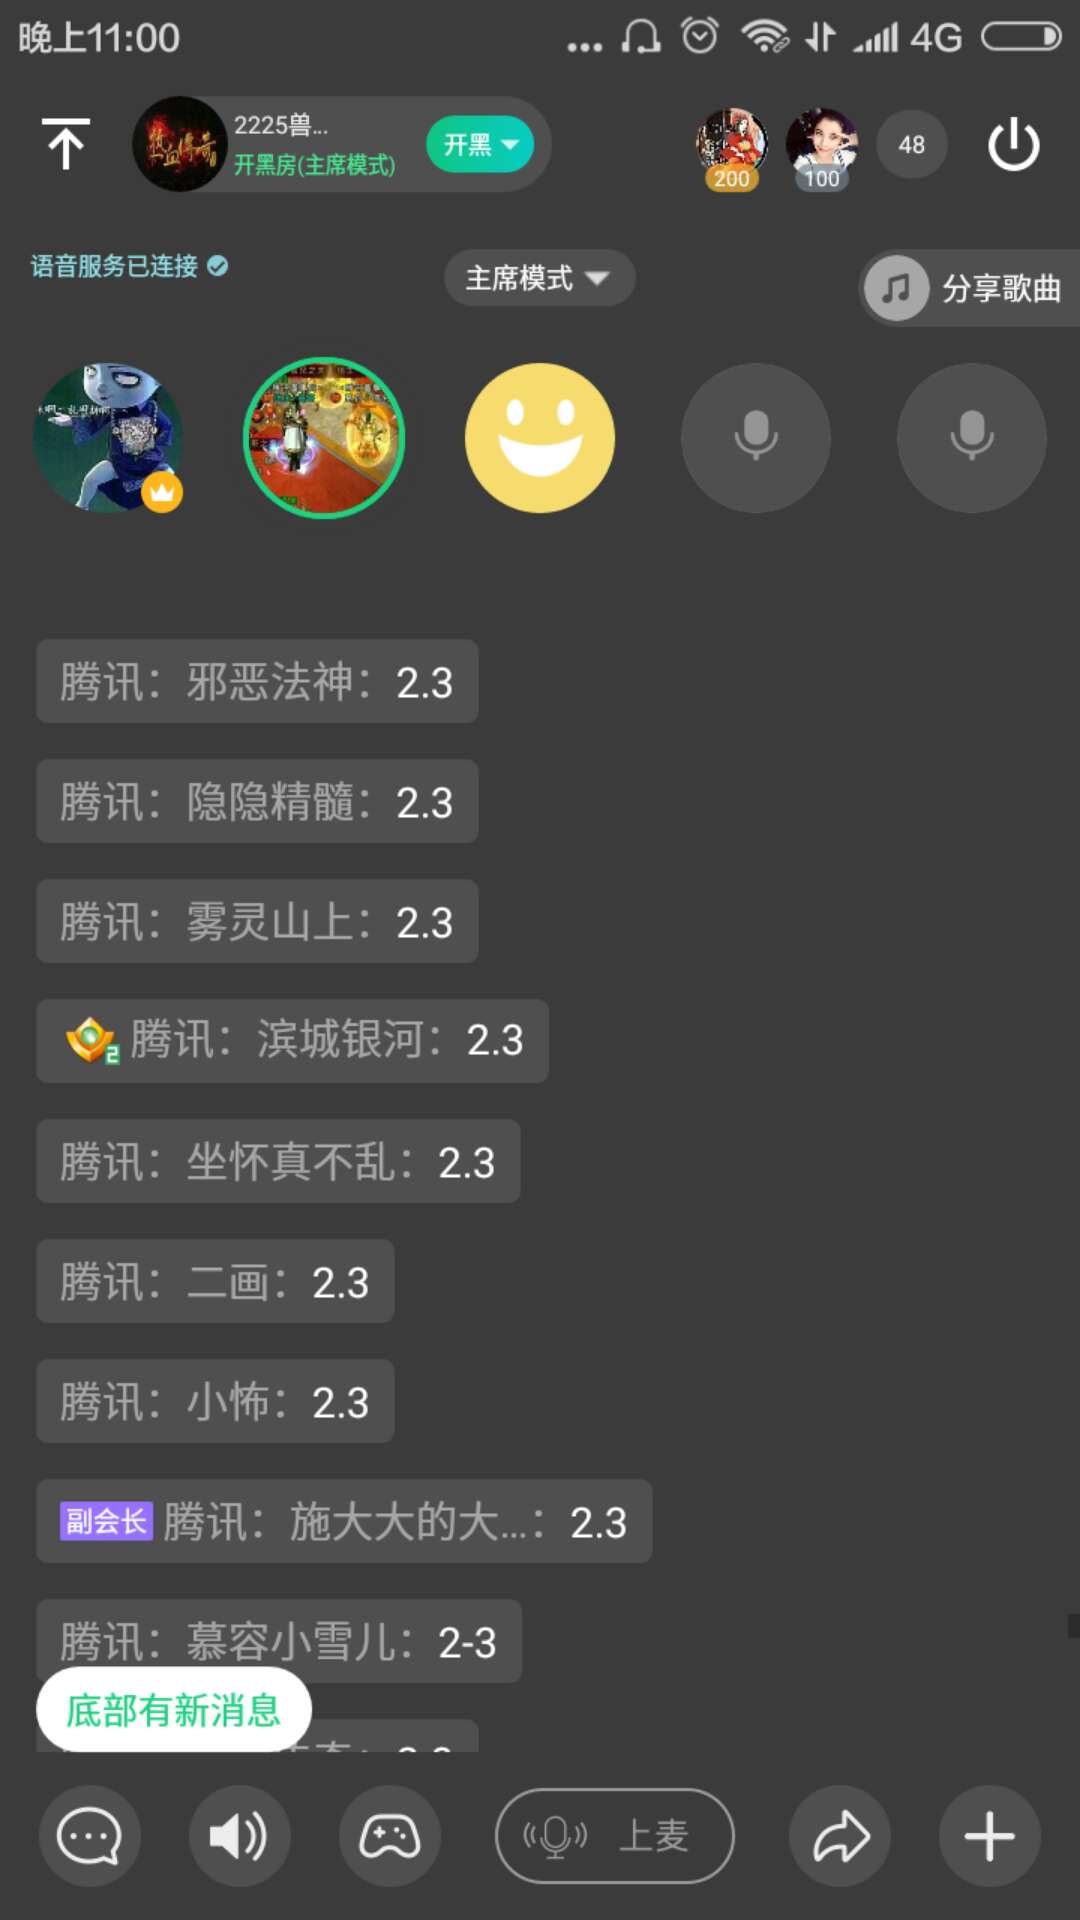 晚上11:00
4G
2225兽...
开黑房(主席模式)
开黑
200
100
48
语音服务已连接
主席模式
分享歌曲
腾讯：邪恶法神：2.3
腾讯：隐隐精髓：2.3
腾讯：雾灵山上：2.3
2 腾讯：滨城银河：2.3
腾讯：坐怀真不乱：2.3
腾讯：二画：2.3
腾讯：小怖：2.3
副会长 腾讯：施大大的大...：2.3
腾讯：慕容小雪儿：2-3
底部有新消息
上麦